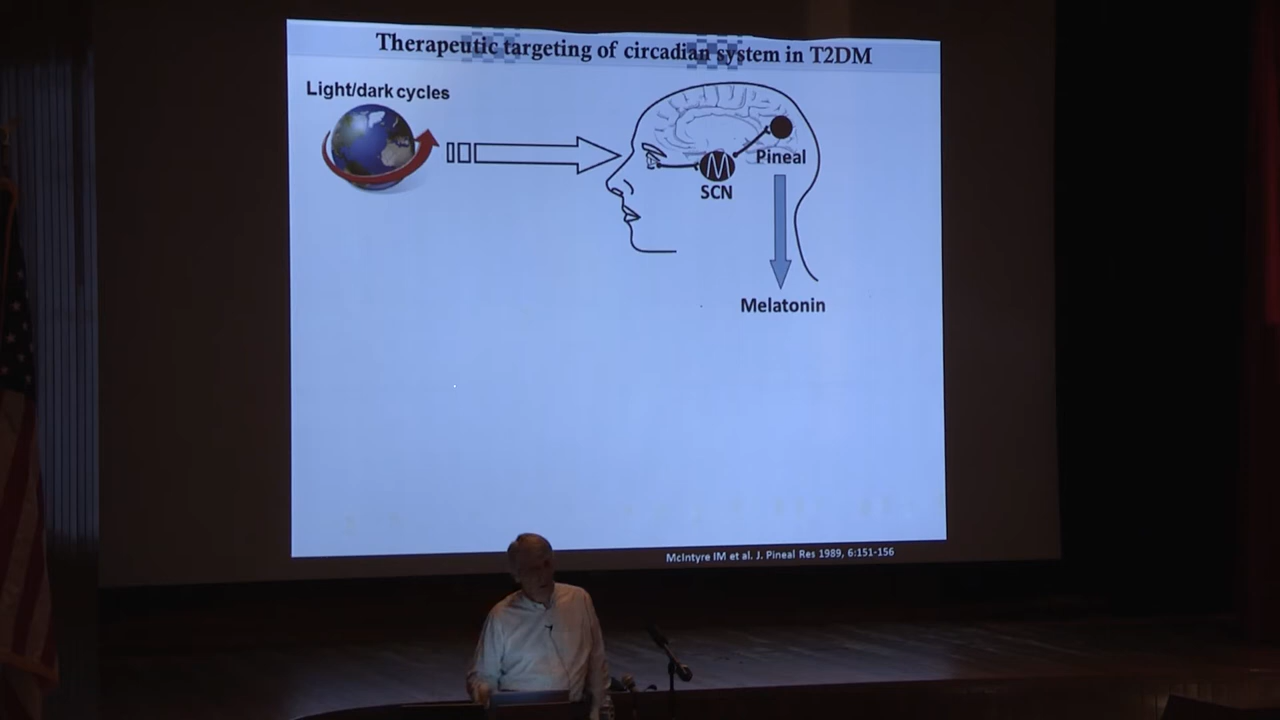 Therapeutic targeting of circadian system in T2DM
Light/dark cycles
Pineal
SCN
Melatonin
McIntyre IM et al. J. Pineal Res 1989, 6:151-156